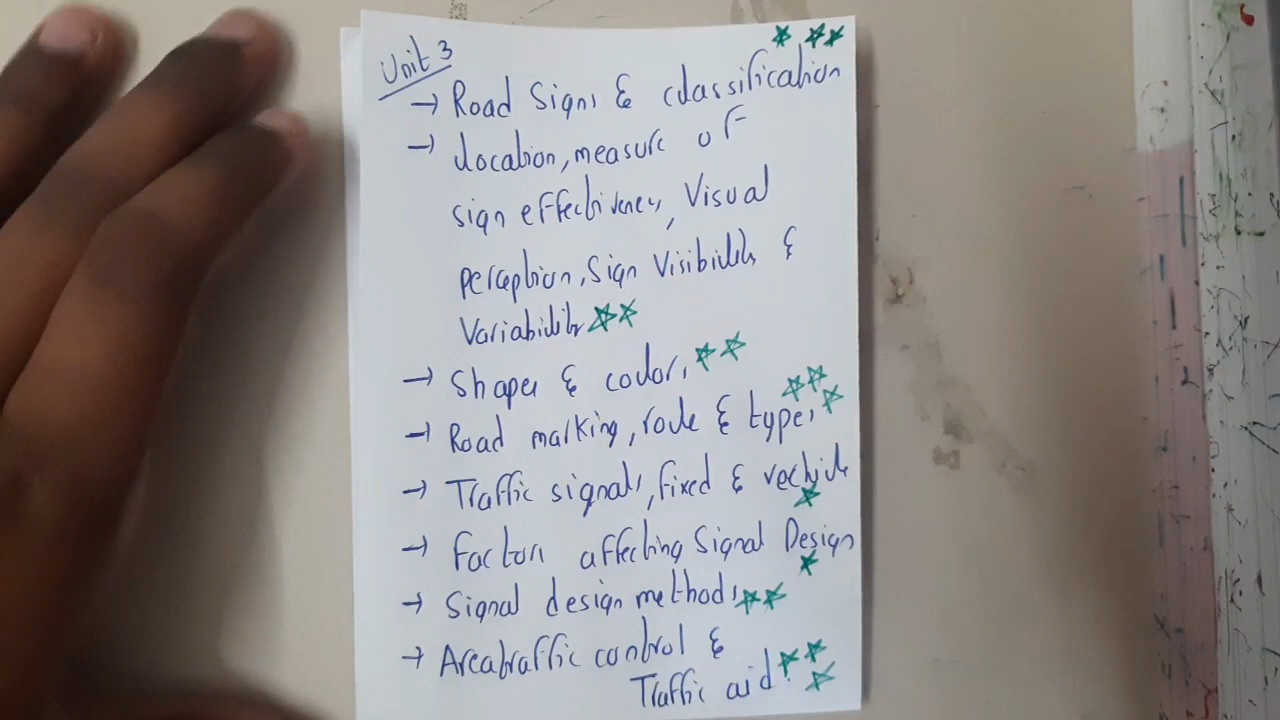 Unit 3
→ Road Signs & classification
→ location, measure of
sign effectiveness, Visual
perception, Sign Visibility &
Variability
→ Shapes & colors
→ Road marking, role & types
→ Traffic signals, fixed & vechicle
→ Factors affecting Signal Design
→ Signal design methods
→ Area traffic control &
Traffic aid